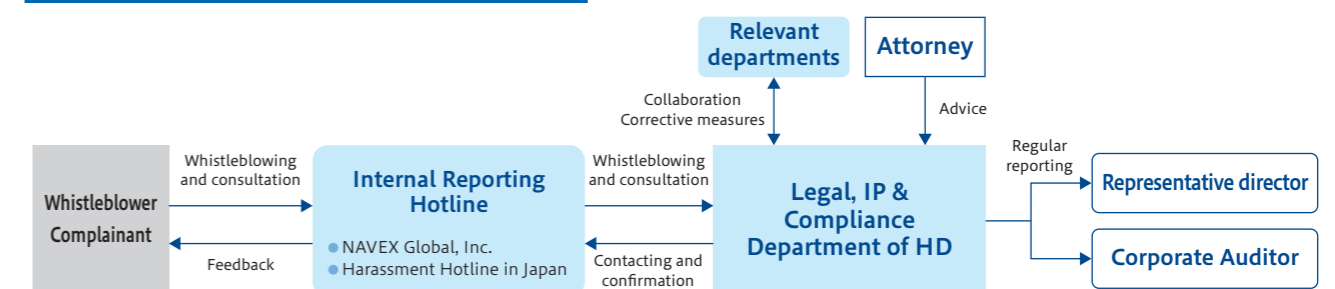 Relevant
departments
Attorney
Collaboration
Corrective measures
Advice
Whistleblower
Complainant
Whistleblowing
and consultation
Feedback
Internal Reporting
Hotline
NAVEX Global, Inc.
Harassment Hotline in Japan
Whistleblowing
and consultation
Contacting and
confirmation
Legal, IP &
Compliance
Department of HD
Regular
reporting
Representative director
Corporate Auditor